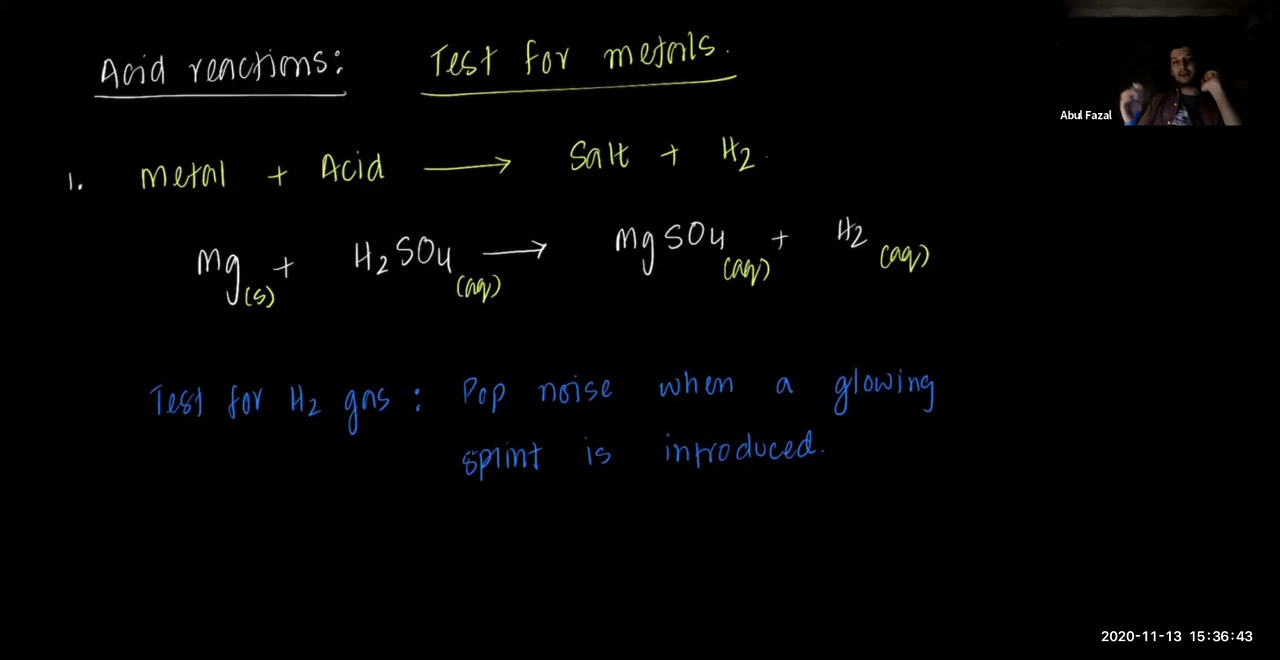 Acid reactions: Test for metals.
Abul Fazal
1. Metal + Acid → Salt + H2.
Mg(s) + H2SO4(aq) → MgSO4(aq) + H2(aq)
Test for H2 gas : Pop noise when a glowing
splint is introduced.
2020-11-13 15:36:43